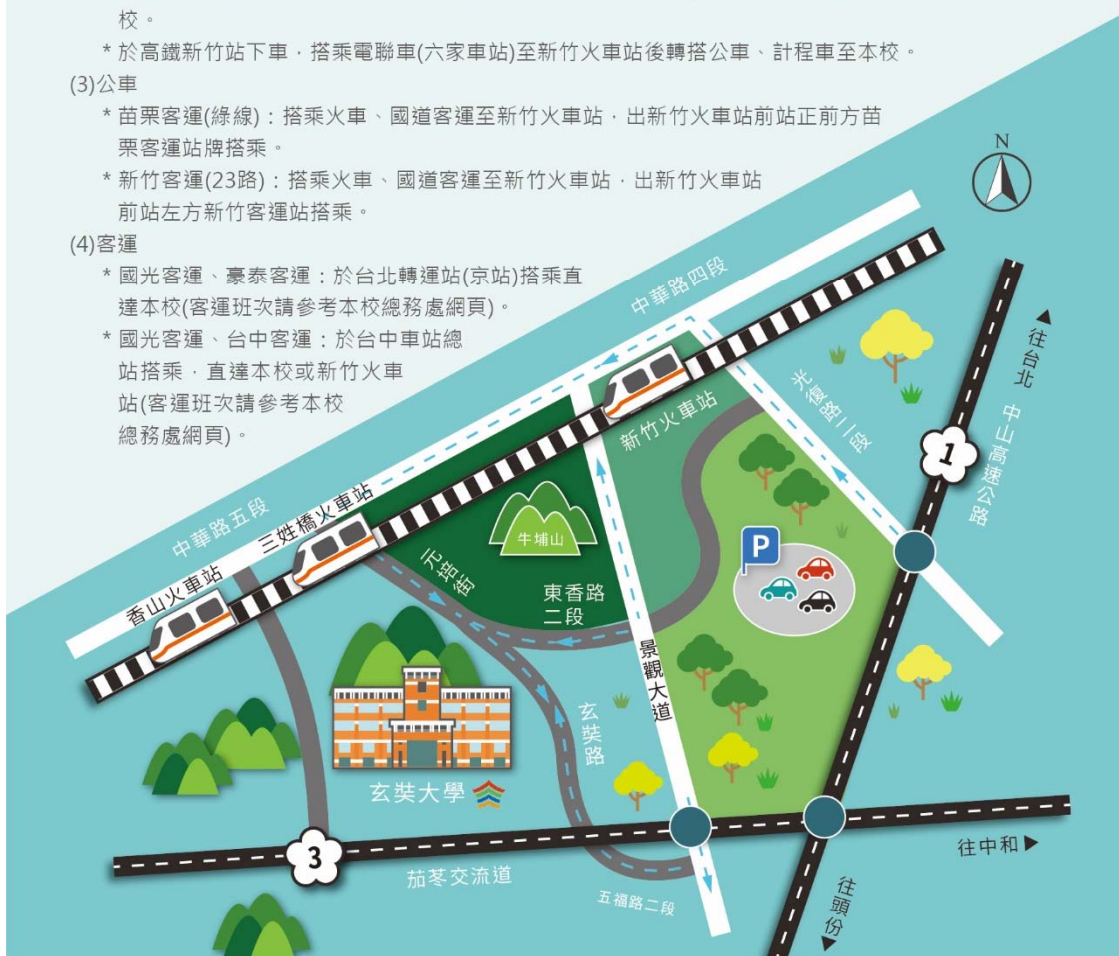 校。
* 於高鐵新竹站下車，搭乘電聯車(六家車站)至新竹火車站後轉搭公車、計程車至本校。
(3)公車
* 苗栗客運(綠線)：搭乘火車、國道客運至新竹火車站，出新竹火車站前站正前方苗
栗客運站牌搭乘。
* 新竹客運(23路)：搭乘火車、國道客運至新竹火車站，出新竹火車站
前站左方新竹客運站搭乘。
(4)客運
* 國光客運、豪泰客運：於台北轉運站(京站)搭乘直
達本校(客運班次請參考本校總務處網頁)。
* 國光客運、台中客運：於台中車站總
站搭乘，直達本校或新竹火車
站(客運班次請參考本校
總務處網頁)。
N
中華路四段
往台北
中山高速公路
1
光復路二段
新竹火車站
中華路五段
三姓橋火車站
香山火車站
元培街
牛埔山
東香路
二段
P
景觀大道
玄奘路
玄奘大學
3
茄苳交流道
五福路二段
往中和
往頭份